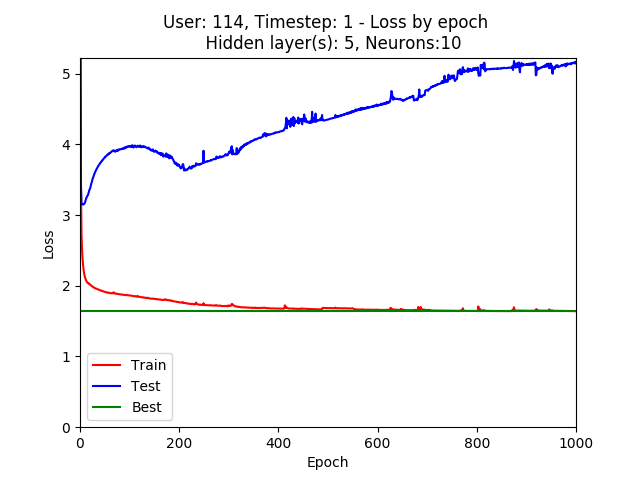 User: 114, Timestep: 1 - Loss by epoch
Hidden layer(s): 5, Neurons:10
5
4
3
2
1
0
Loss
Train
Test
Best
0 200 400 600 800 1000
Epoch